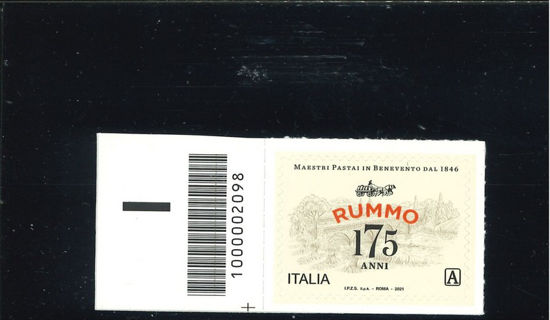 MAESTRI PASTAI IN BENEVENTO DAL 1846
RUMMO
175
ANNI
ITALIA
A
I.P.Z.S. S.p.A. - ROMA - 2021
1000002098